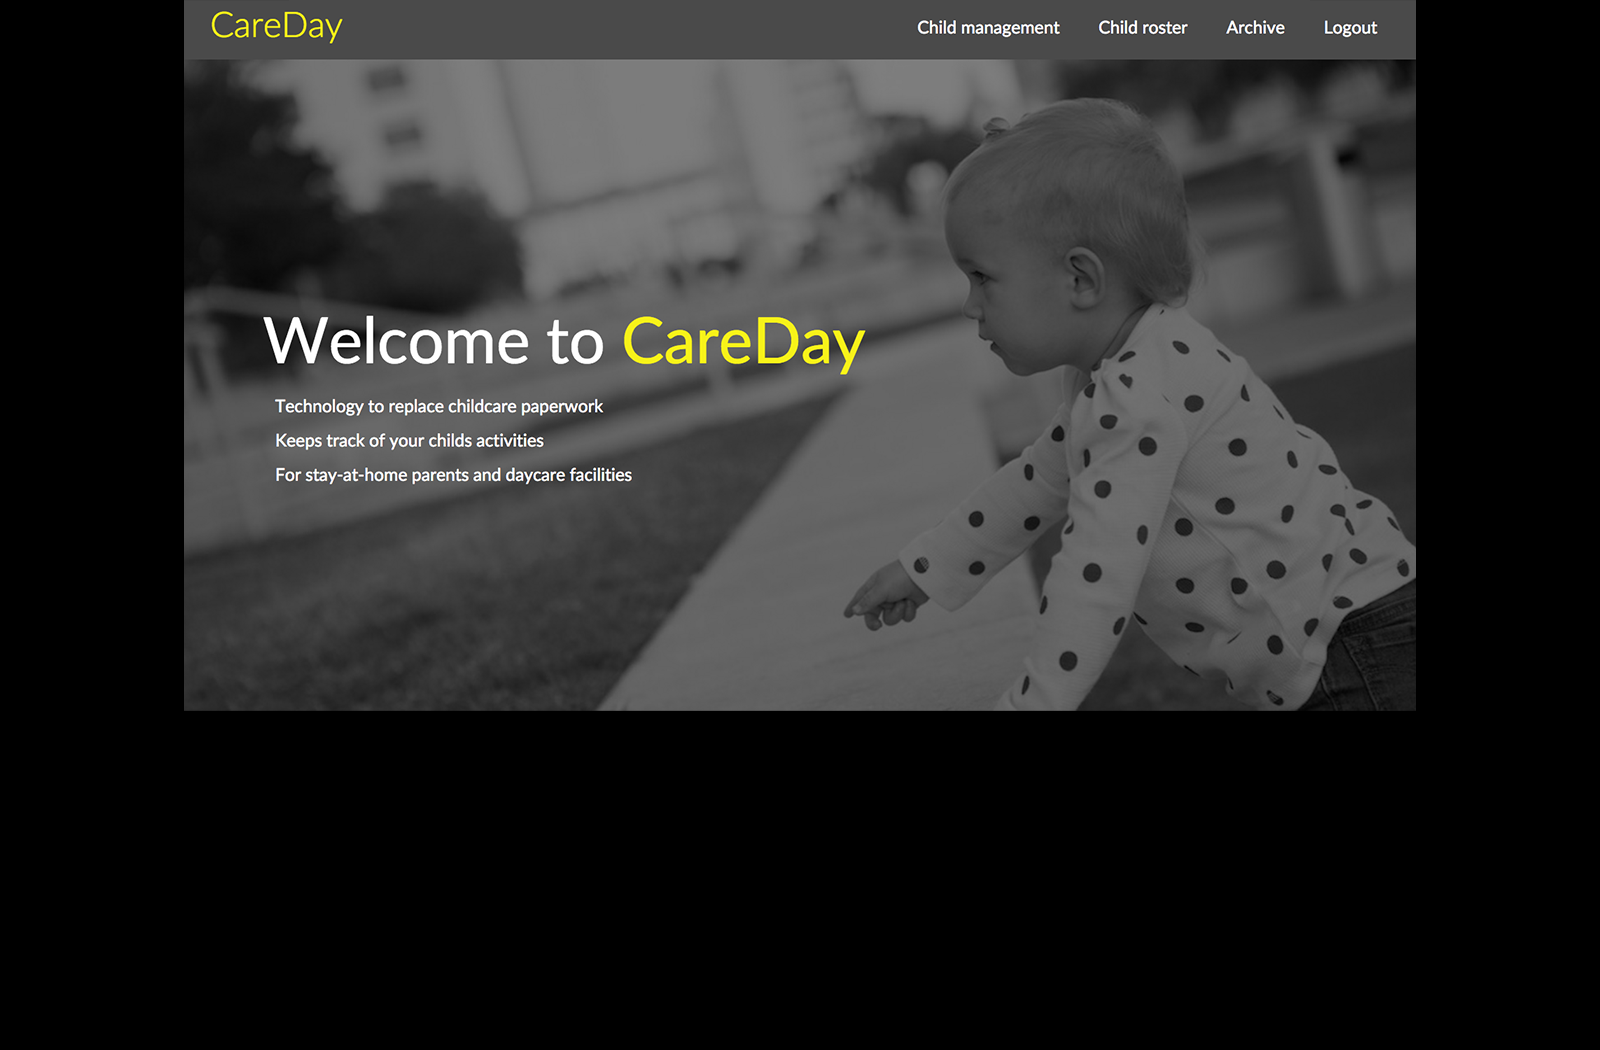 CareDay
Child management
Child roster
Archive
Logout
Welcome to CareDay
Technology to replace childcare paperwork
Keeps track of your childs activities
For stay-at-home parents and daycare facilities